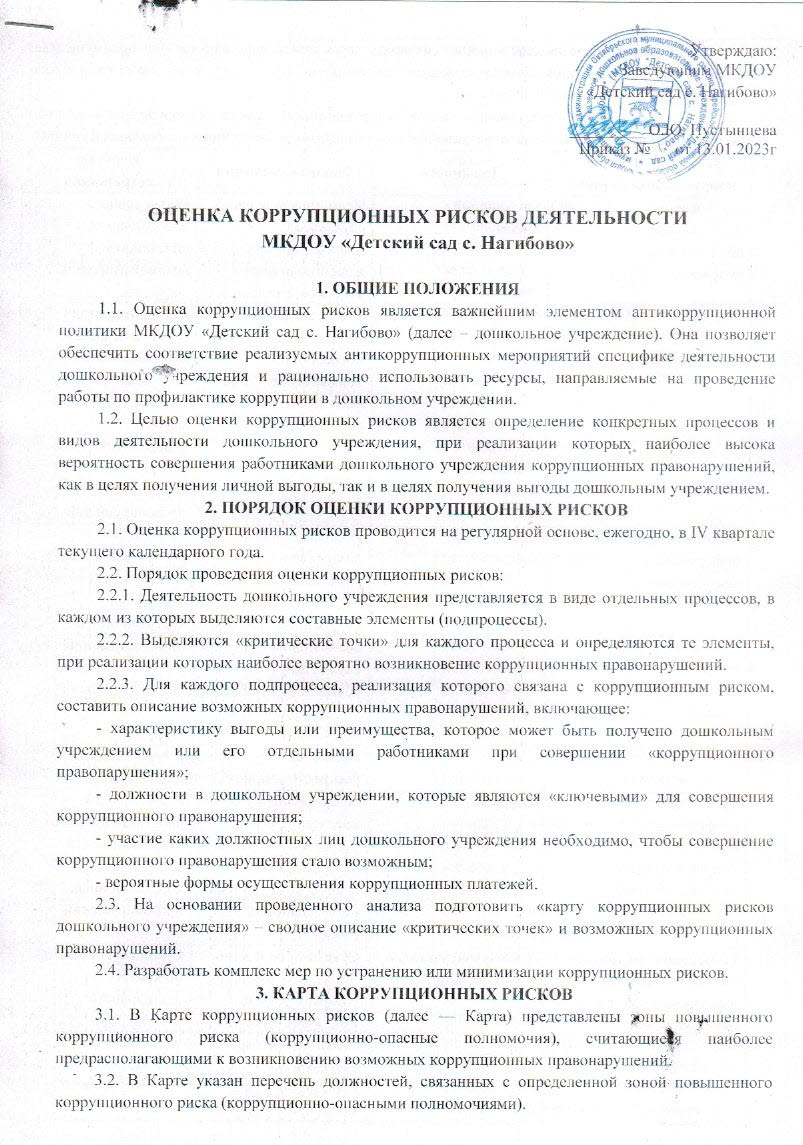 Утверждаю:
Заведующий МКДОУ
«Детский сад с. Нагибово»
О.Ю. Пустынцева
Приказ № от 13.01.2023г
ОЦЕНКА КОРРУПЦИОННЫХ РИСКОВ ДЕЯТЕЛЬНОСТИ
МКДОУ «Детский сад с. Нагибово»
1. ОБЩИЕ ПОЛОЖЕНИЯ
1.1. Оценка коррупционных рисков является важнейшим элементом антикоррупционной
политики МКДОУ «Детский сад с. Нагибово» (далее – дошкольное учреждение). Она позволяет
обеспечить соответствие реализуемых антикоррупционных мероприятий специфике деятельности
дошкольного учреждения и рационально использовать ресурсы, направляемые на проведение
работы по профилактике коррупции в дошкольном учреждении.
1.2. Целью оценки коррупционных рисков является определение конкретных процессов и
видов деятельности дошкольного учреждения, при реализации которых наиболее высока
вероятность совершения работниками дошкольного учреждения коррупционных правонарушений,
как в целях получения личной выгоды, так и в целях получения выгоды дошкольным учреждением.
2. ПОРЯДОК ОЦЕНКИ КОРРУПЦИОННЫХ РИСКОВ
2.1. Оценка коррупционных рисков проводится на регулярной основе, ежегодно, в IV квартале
текущего календарного года.
2.2. Порядок проведения оценки коррупционных рисков:
2.2.1. Деятельность дошкольного учреждения представляется в виде отдельных процессов, в
каждом из которых выделяются составные элементы (подпроцессы).
2.2.2. Выделяются «критические точки» для каждого процесса и определяются те элементы,
при реализации которых наиболее вероятно возникновение коррупционных правонарушений.
2.2.3. Для каждого подпроцесса, реализация которого связана с коррупционным риском,
составить описание возможных коррупционных правонарушений, включающее:
- характеристику выгоды или преимущества, которое может быть получено дошкольным
учреждением или его отдельными работниками при совершении «коррупционного
правонарушения»;
- должности в дошкольном учреждении, которые являются «ключевыми» для совершения
коррупционного правонарушения;
- участие каких должностных лиц дошкольного учреждения необходимо, чтобы совершение
коррупционного правонарушения стало возможным;
- вероятные формы осуществления коррупционных платежей.
2.3. На основании проведенного анализа подготовить «карту коррупционных рисков
дошкольного учреждения» – сводное описание «критических точек» и возможных коррупционных
правонарушений.
2.4. Разработать комплекс мер по устранению или минимизации коррупционных рисков.
3. КАРТА КОРРУПЦИОННЫХ РИСКОВ
3.1. В Карте коррупционных рисков (далее — Карта) представлены зоны повышенного
коррупционного риска (коррупционно-опасные полномочия), считающиеся наиболее
предрасполагающими к возникновению возможных коррупционных правонарушений.
3.2. В Карте указан перечень должностей, связанных с определенной зоной повышенного
коррупционного риска (коррупционно-опасными полномочиями).